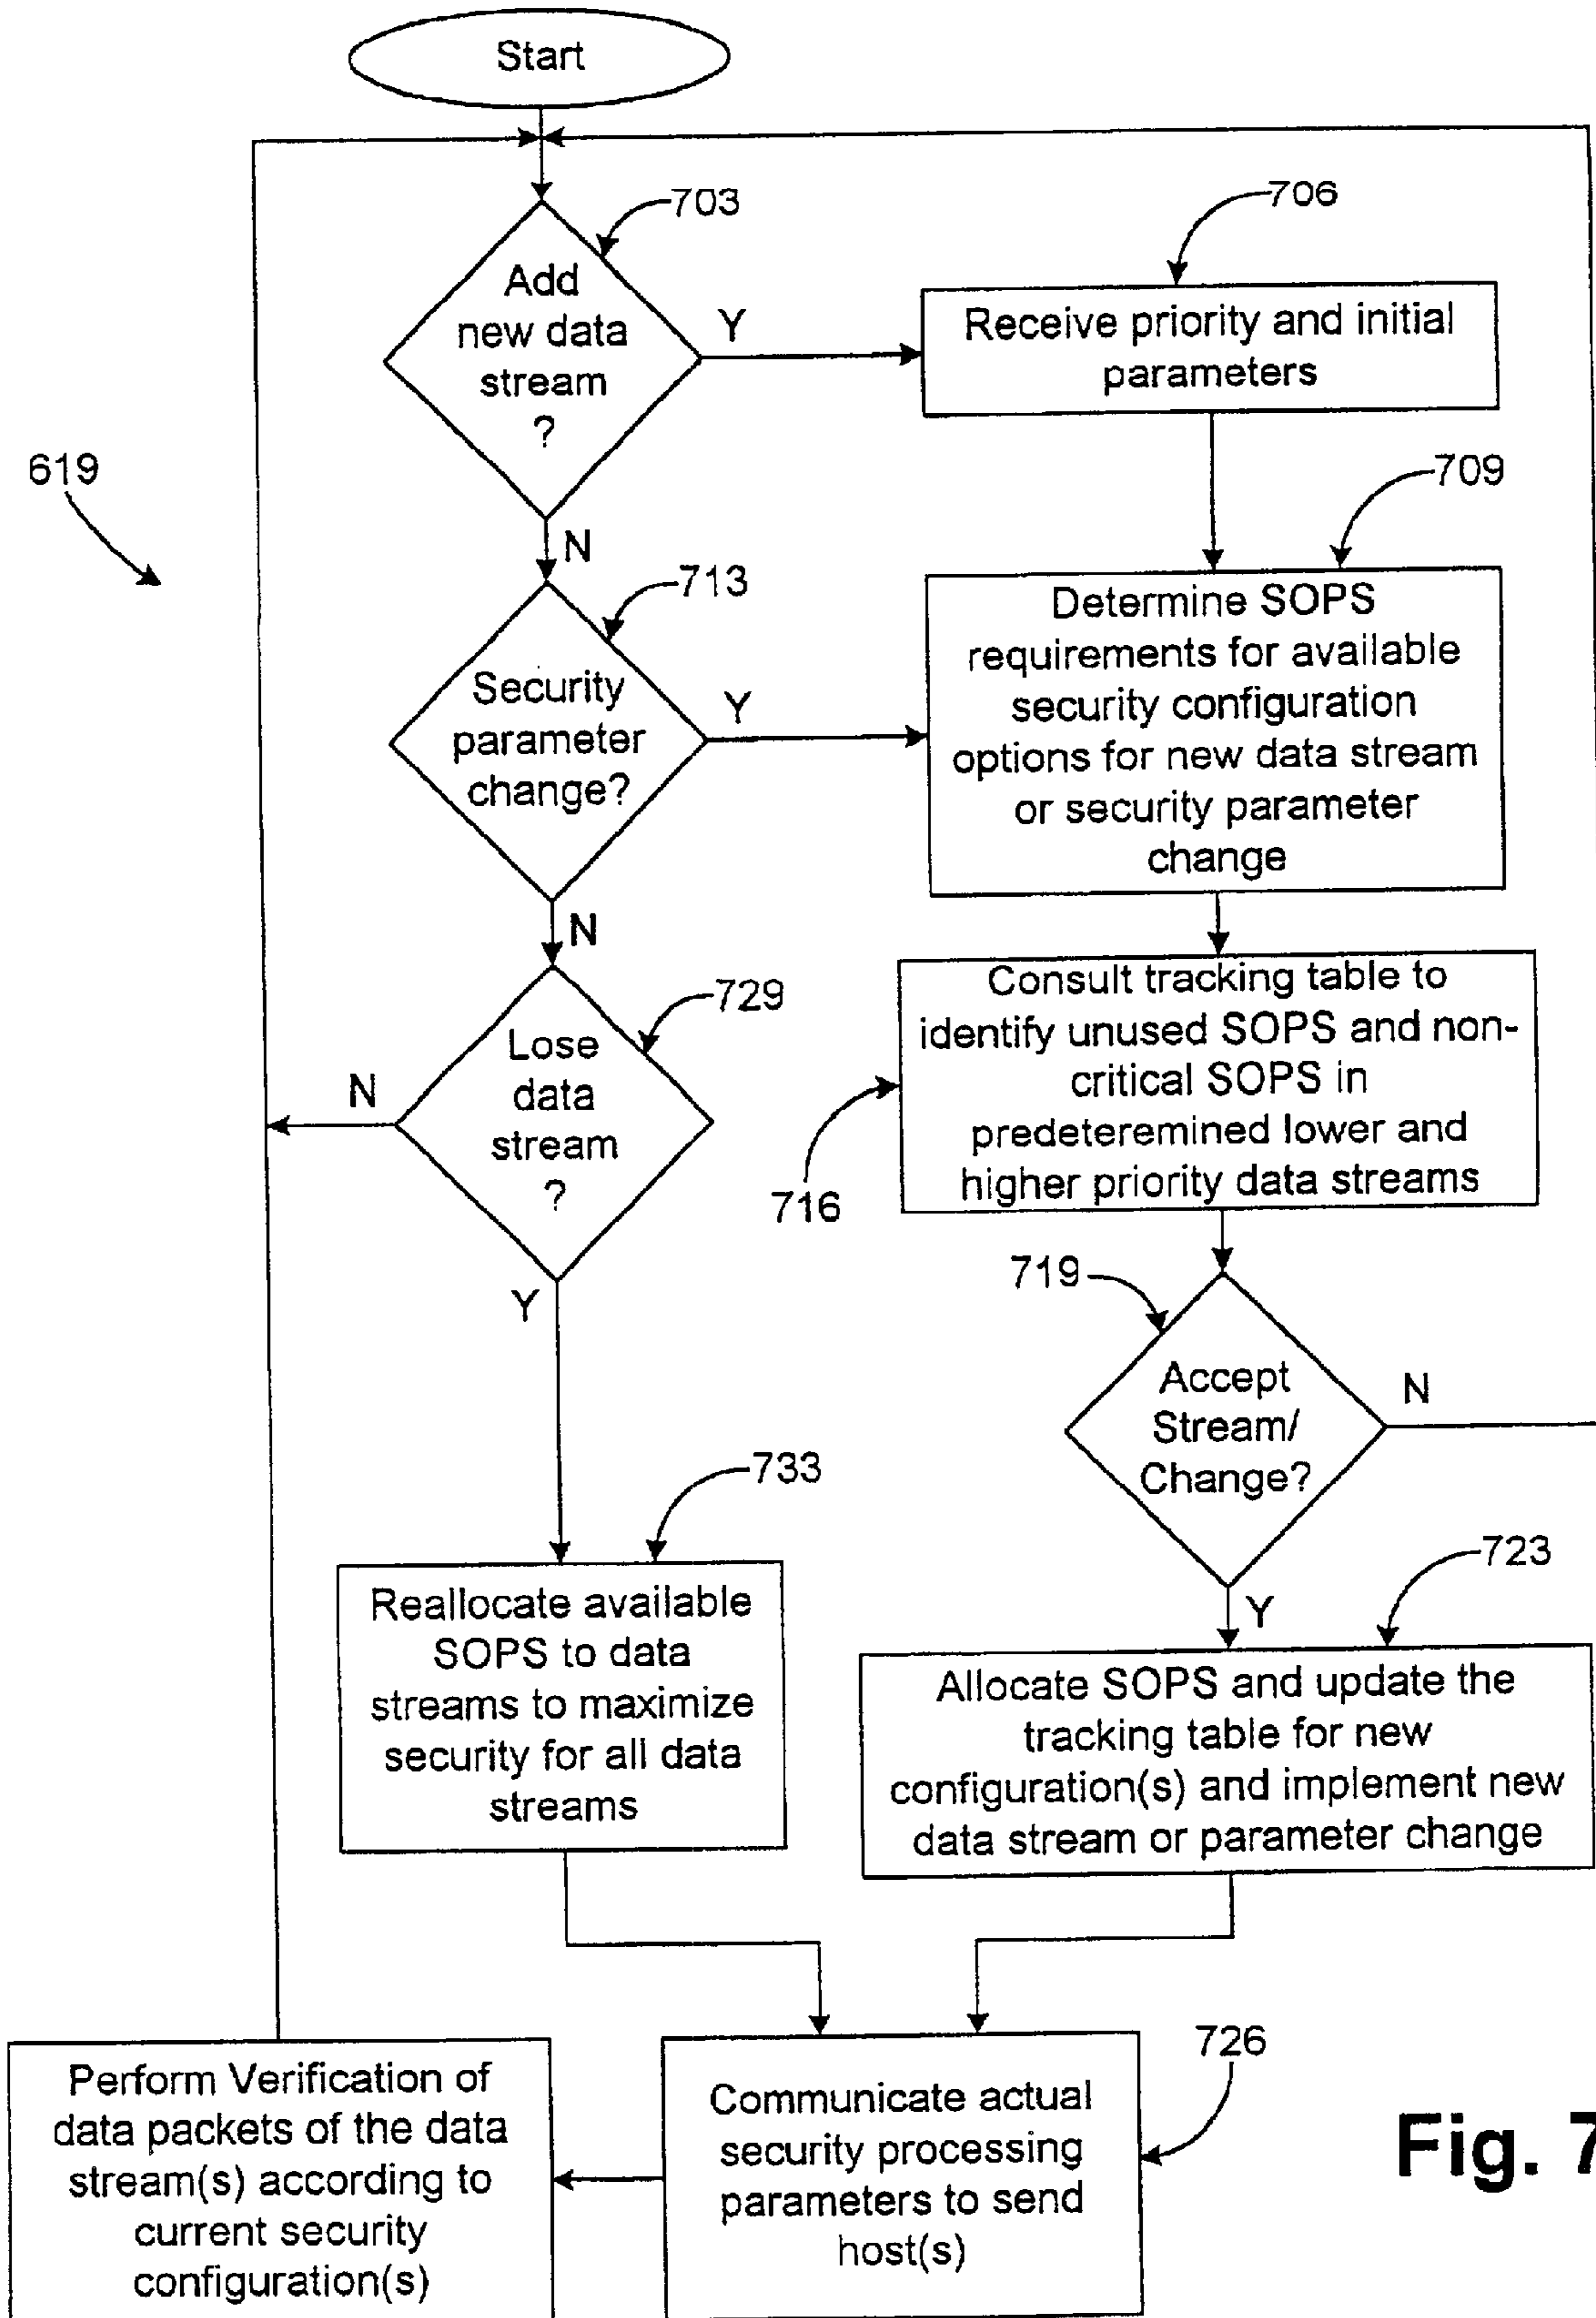 Start
703
706
Add
new data
stream
?
Y
Receive priority and initial
parameters
619
N
709
713
Security
parameter
change?
Y
Determine SOPS
requirements for available
security configuration
options for new data stream
or security parameter
change
N
729
Lose
data
stream
?
N
Consult tracking table to
identify unused SOPS and non-
critical SOPS in
predeteremined lower and
higher priority data streams
716
Y
719
Accept
Stream/
Change?
N
733
Y
723
Reallocate available
SOPS to data
streams to maximize
security for all data
streams
Allocate SOPS and update the
tracking table for new
configuration(s) and implement new
data stream or parameter change
726
Perform Verification of
data packets of the data
stream(s) according to
current security
configuration(s)
Communicate actual
security processing
parameters to send
host(s)
Fig. 7